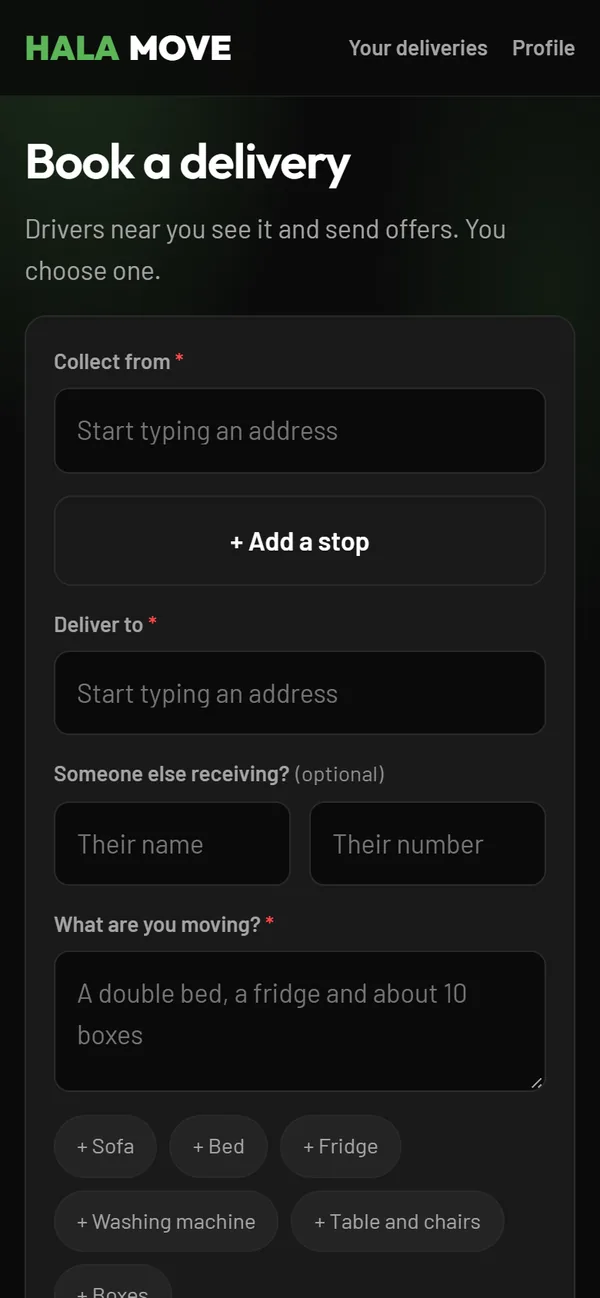 HALA MOVE
Your deliveries
Profile
Book a delivery
Drivers near you see it and send offers. You
choose one.
Collect from *
Start typing an address
+ Add a stop
Deliver to *
Start typing an address
Someone else receiving? (optional)
Their name
Their number
What are you moving? *
A double bed, a fridge and about 10
boxes
+ Sofa
+ Bed
+ Fridge
+ Washing machine
+ Table and chairs
+ Boxes